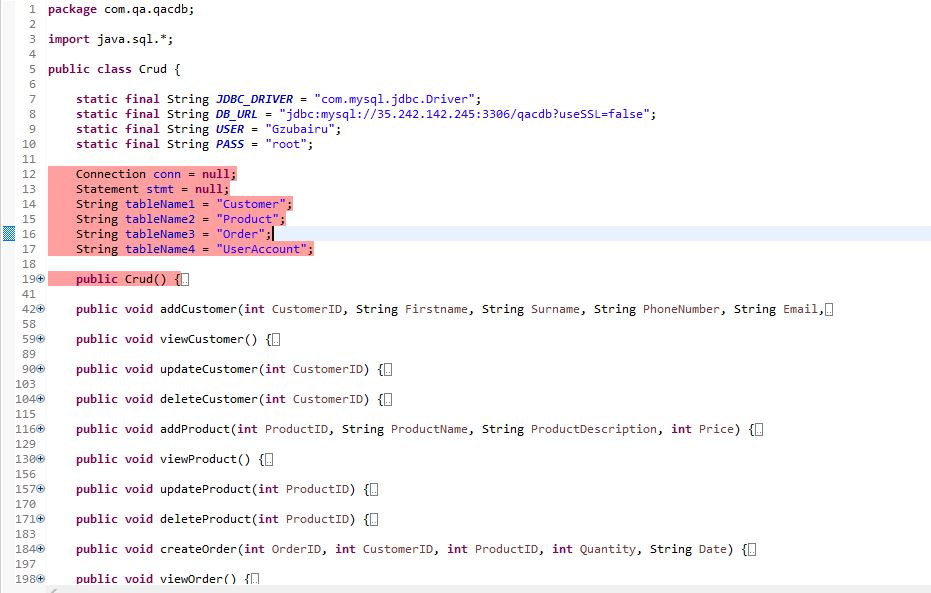 1 package com.qa.qacdb;
2
3 import java.sql.*;
4
5 public class Crud {
6
7 static final String JDBC_DRIVER = "com.mysql.jdbc.Driver";
8 static final String DB_URL = "jdbc:mysql://35.242.142.245:3306/qacdb?useSSL=false";
9 static final String USER = "Gzubairu";
10 static final String PASS = "root";
11
12 Connection conn = null;
13 Statement stmt = null;
14 String tableName1 = "Customer";
15 String tableName2 = "Product";
16 String tableName3 = "Order";
17 String tableName4 = "UserAccount";
18
19 public Crud() {
41
42 public void addCustomer(int CustomerID, String Firstname, String Surname, String PhoneNumber, String Email,
58
59 public void viewCustomer() {
89
90 public void updateCustomer(int CustomerID) {
103
104 public void deleteCustomer(int CustomerID) {
115
116 public void addProduct(int ProductID, String ProductName, String ProductDescription, int Price) {
129
130 public void viewProduct() {
156
157 public void updateProduct(int ProductID) {
170
171 public void deleteProduct(int ProductID) {
183
184 public void createOrder(int OrderID, int CustomerID, int ProductID, int Quantity, String Date) {
197
198 public void viewOrder() {